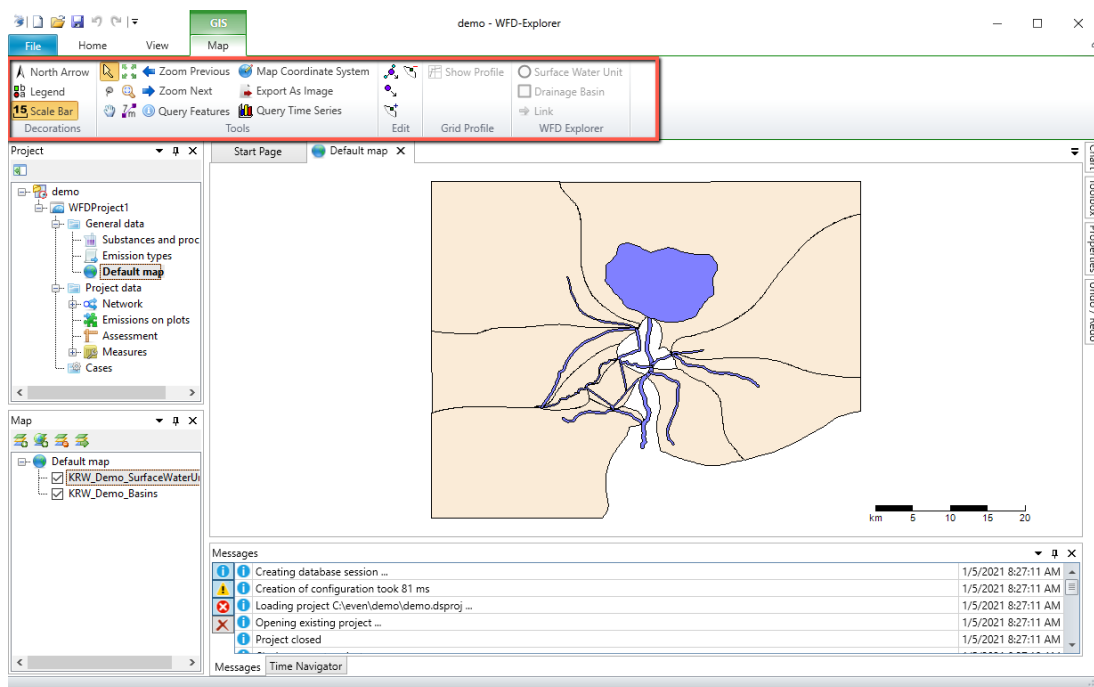 GIS
demo - WFD-Explorer
File Home View Map
North Arrow Zoom Previous Map Coordinate System Show Profile Surface Water Unit
Legend Zoom Next Export As Image Drainage Basin
15 Scale Bar Query Features Query Time Series Link
Decorations Tools Edit Grid Profile WFD Explorer
Project
Start Page Default map
Chart
Toolbox
Properties
Undo / Redo
demo
WFDProject1
General data
Substances and proc
Emission types
Default map
Project data
Network
Emissions on plots
Assessment
Measures
Cases
Map
Default map
KRW_Demo_SurfaceWaterU
KRW_Demo_Basins
km 5 10 15 20
Messages
Creating database session ... 1/5/2021 8:27:11 AM
Creation of configuration took 81 ms 1/5/2021 8:27:11 AM
Loading project C:\even\demo\demo.dsproj ... 1/5/2021 8:27:11 AM
Opening existing project ... 1/5/2021 8:27:11 AM
Project closed 1/5/2021 8:27:11 AM
Messages Time Navigator